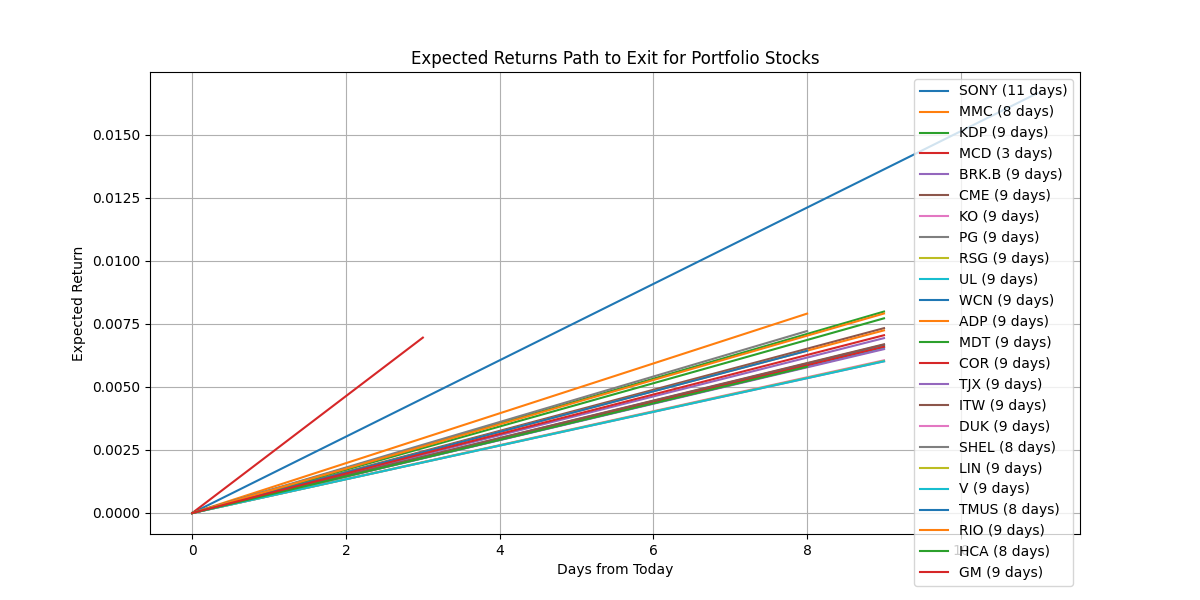 Expected Returns Path to Exit for Portfolio Stocks
Expected Return
0.0150
0.0125
0.0100
0.0075
0.0050
0.0025
0.0000
0
2
4
6
8
Days from Today
SONY (11 days)
MMC (8 days)
KDP (9 days)
MCD (3 days)
BRK.B (9 days)
CME (9 days)
KO (9 days)
PG (9 days)
RSG (9 days)
UL (9 days)
WCN (9 days)
ADP (9 days)
MDT (9 days)
COR (9 days)
TJX (9 days)
ITW (9 days)
DUK (9 days)
SHEL (8 days)
LIN (9 days)
V (9 days)
TMUS (8 days)
RIO (9 days)
HCA (8 days)
GM (9 days)